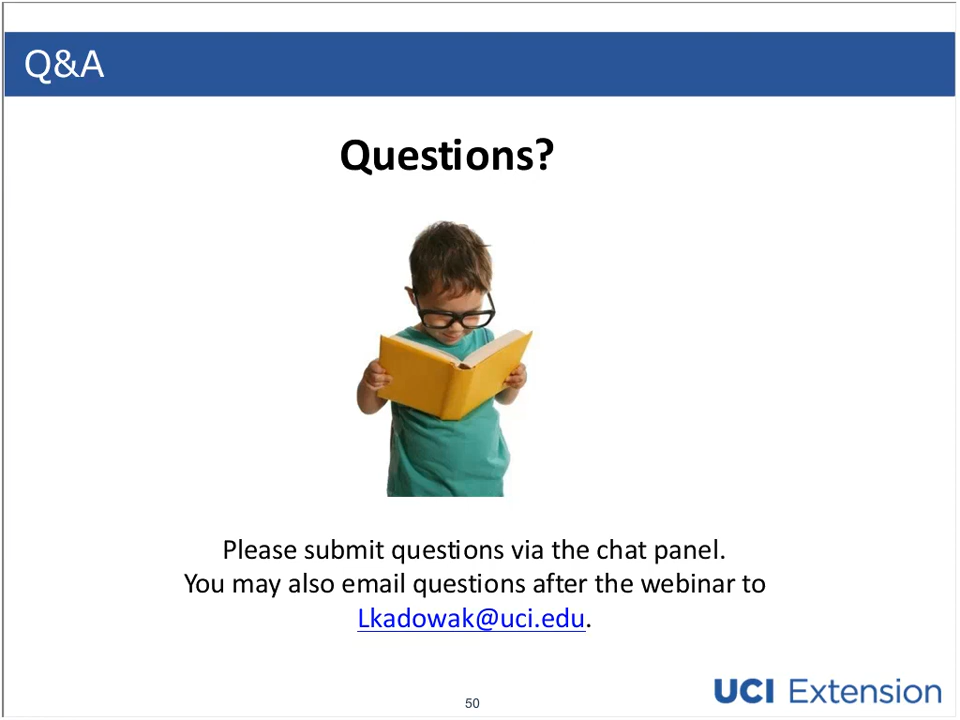 Q&A
Questions?
Please submit questions via the chat panel.
You may also email questions after the webinar to
Lkadowak@uci.edu.
50
UCI Extension